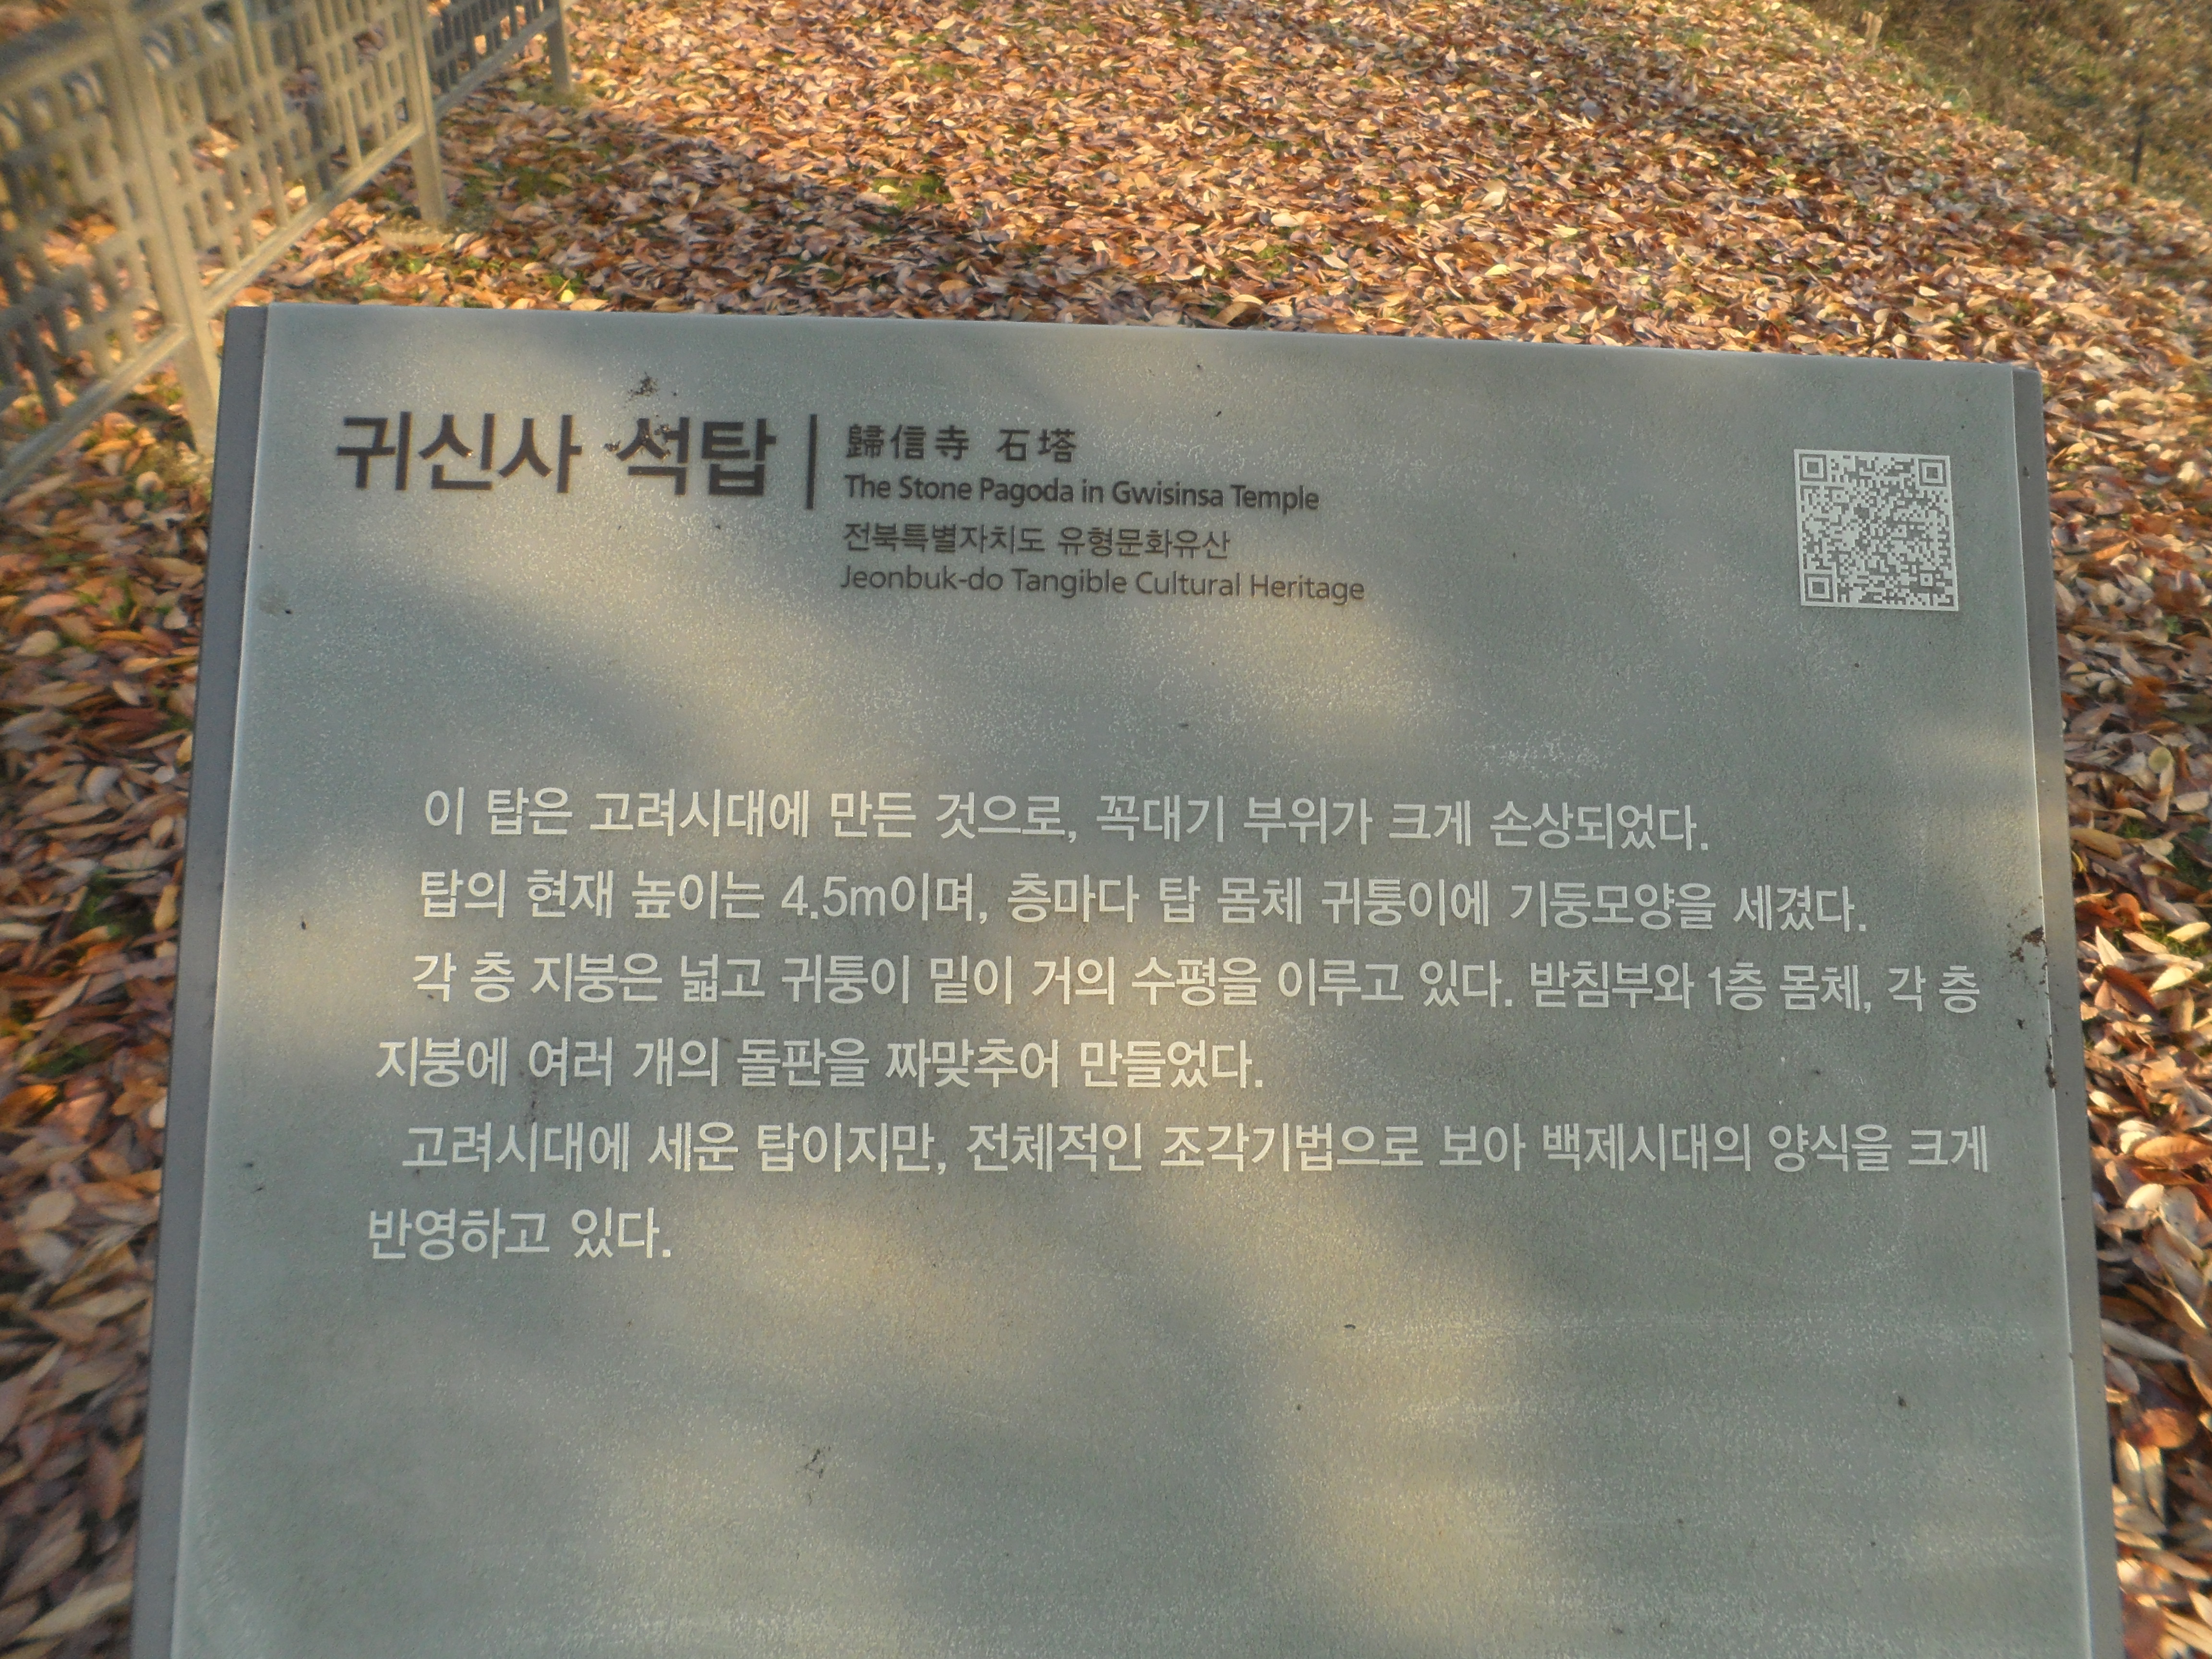 귀신사 석탑
歸信寺 石塔
The Stone Pagoda in Gwisinsa Temple
전북특별자치도 유형문화유산
Jeonbuk-do Tangible Cultural Heritage
이 탑은 고려시대에 만든 것으로, 꼭대기 부위가 크게 손상되었다.
탑의 현재 높이는 4.5m이며, 층마다 탑 몸체 귀퉁이에 기둥모양을 세겼다.
각 층 지붕은 넓고 귀퉁이 밑이 거의 수평을 이루고 있다. 받침부와 1층 몸체, 각 층
지붕에 여러 개의 돌판을 짜맞추어 만들었다.
고려시대에 세운 탑이지만, 전체적인 조각기법으로 보아 백제시대의 양식을 크게
반영하고 있다.